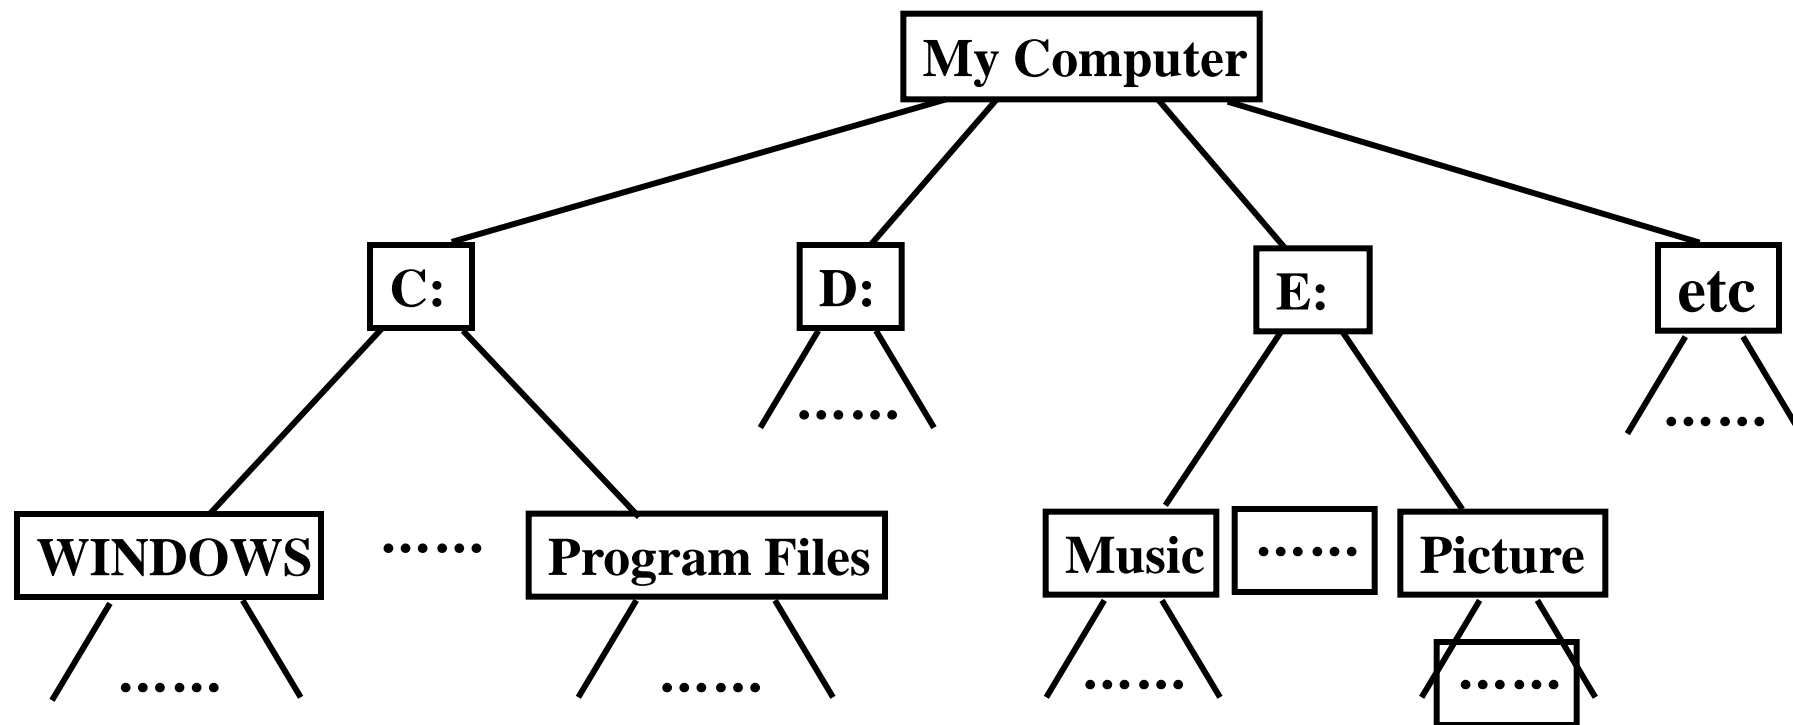 My Computer
C:
D:
E:
etc
……
……
WINDOWS
……
Program Files
Music
……
Picture
……
……
……
……